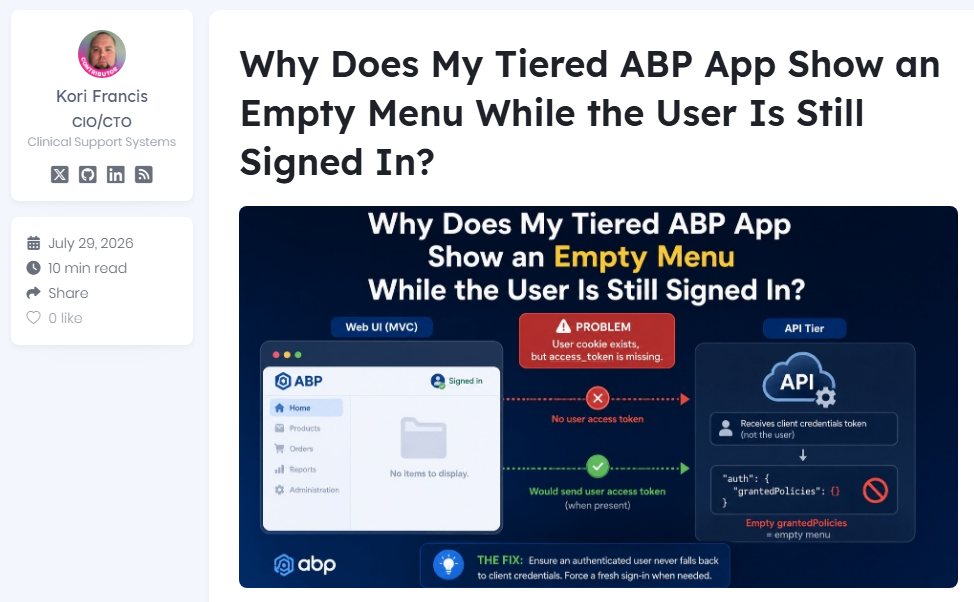 CONTRIBUTOR
Kori Francis
CIO/CTO
Clinical Support Systems
July 29, 2026
10 min read
Share
0 like
Why Does My Tiered ABP App Show an
Empty Menu While the User Is Still
Signed In?
Why Does My Tiered ABP App
Show an Empty Menu
While the User Is Still Signed In?
Web UI (MVC)
ABP
Signed in
Home
Products
Orders
Reports
Administration
No items to display.
PROBLEM
User cookie exists,
but access_token is missing.
No user access token
Would send user access token
(when present)
API Tier
API
Receives client credentials token
(not the user)
"auth": {
"grantedPolicies": {}
}
Empty grantedPolicies
= empty menu
abp
THE FIX: Ensure an authenticated user never falls back
to client credentials. Force a fresh sign-in when needed.